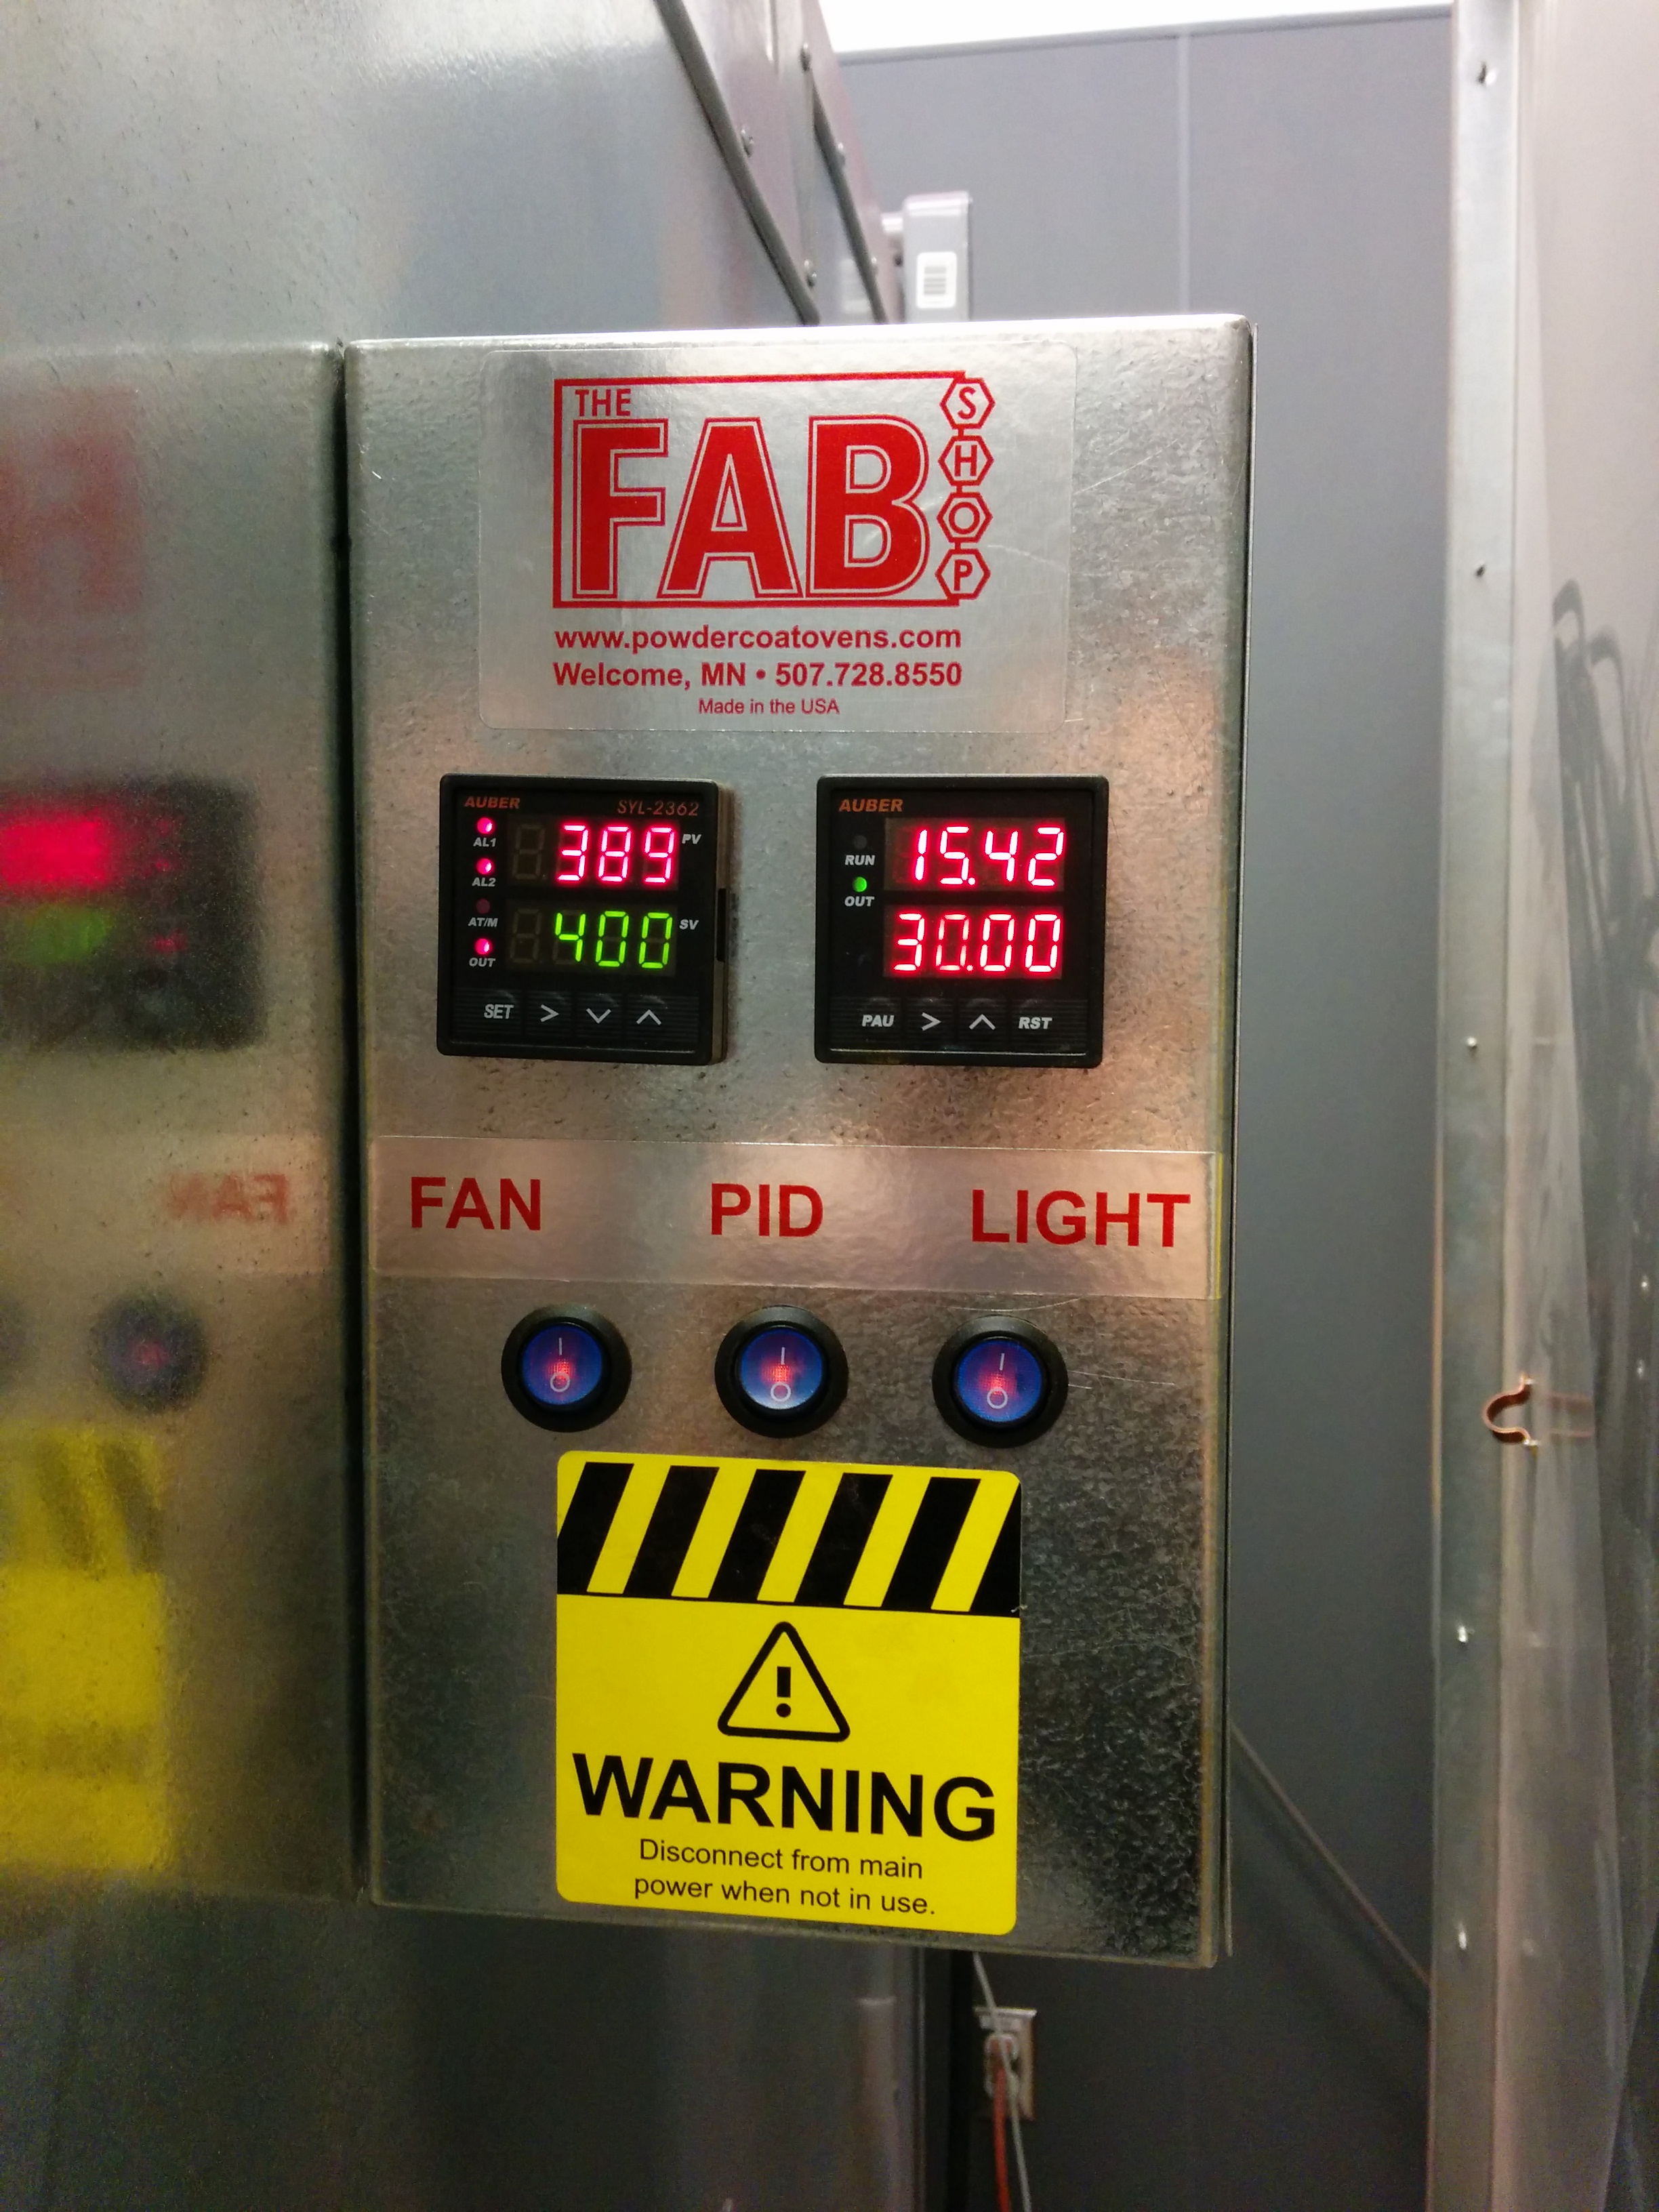 THE
FAB
SHOP
www.powdercoatovens.com
Welcome, MN • 507.728.8550
Made in the USA
AUBER SYL-2362
AL1 389 PV
AL2
AT/M 400 SV
OUT
SET > ∨ ∧
AUBER
RUN 15.42
OUT
30.00
PAU > ∧ RST
FAN PID LIGHT
FAN
I O I O I O
!
WARNING
Disconnect from main
power when not in use.